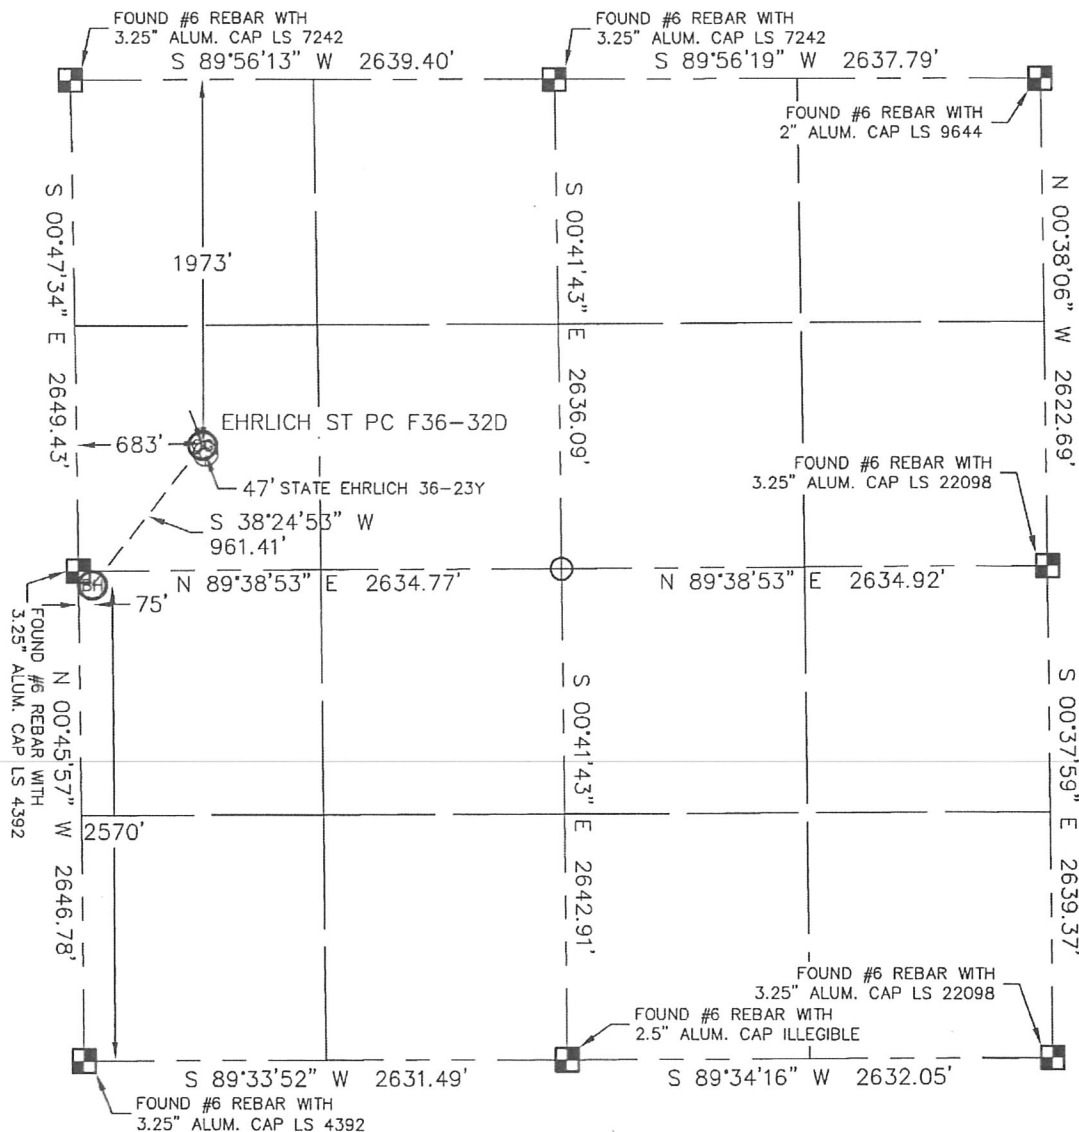 FOUND #6 REBAR WTH
3.25" ALUM. CAP LS 7242
FOUND #6 REBAR WITH
3.25" ALUM. CAP LS 7242
S 89°56'13" W 2639.40'
S 89°56'19" W 2637.79'
FOUND #6 REBAR WITH
2" ALUM. CAP LS 9644
S 00°47'34" E 2649.43'
1973'
S 00°41'43" E 2636.09'
N 00°38'06" W 2622.69'
EHRLICH ST PC F36-32D
683'
47' STATE EHRLICH 36-23Y
FOUND #6 REBAR WITH
3.25" ALUM. CAP LS 22098
S 38°24'53" W
961.41'
BH
75'
N 89°38'53" E 2634.77'
N 89°38'53" E 2634.92'
FOUND #6 REBAR WITH
3.25" ALUM. CAP LS 4392
N 00°45'57" W 2646.78'
2570'
S 00°41'43" E 2642.91'
S 00°37'59" E 2639.37'
FOUND #6 REBAR WITH
3.25" ALUM. CAP LS 22098
FOUND #6 REBAR WITH
2.5" ALUM. CAP ILLEGIBLE
S 89°33'52" W 2631.49'
S 89°34'16" W 2632.05'
FOUND #6 REBAR WITH
3.25" ALUM. CAP LS 4392